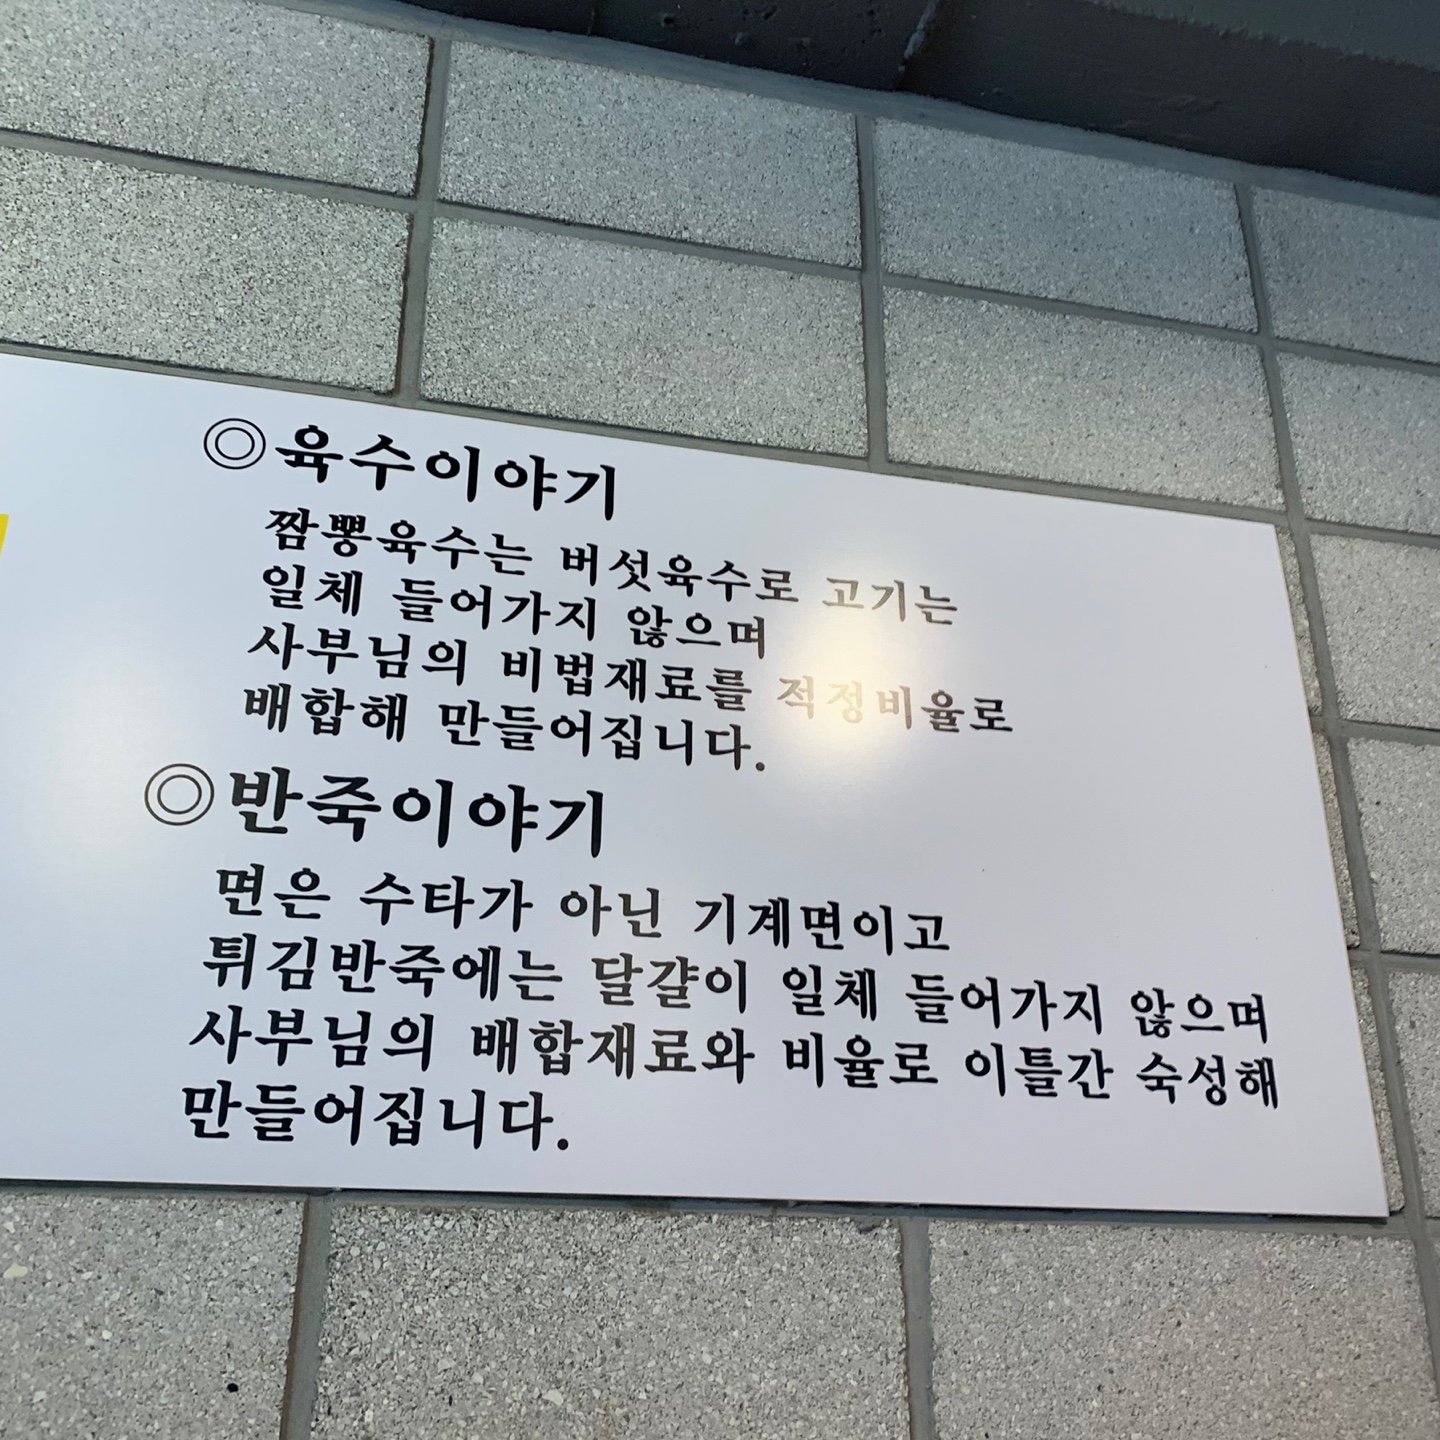 ◎육수이야기
짬뽕육수는 버섯육수로 고기는
일체 들어가지 않으며
사부님의 비법재료를 적정비율로
배합해 만들어집니다.
◎반죽이야기
면은 수타가 아닌 기계면이고
튀김반죽에는 달걀이 일체 들어가지 않으며
사부님의 배합재료와 비율로 이틀간 숙성해
만들어집니다.